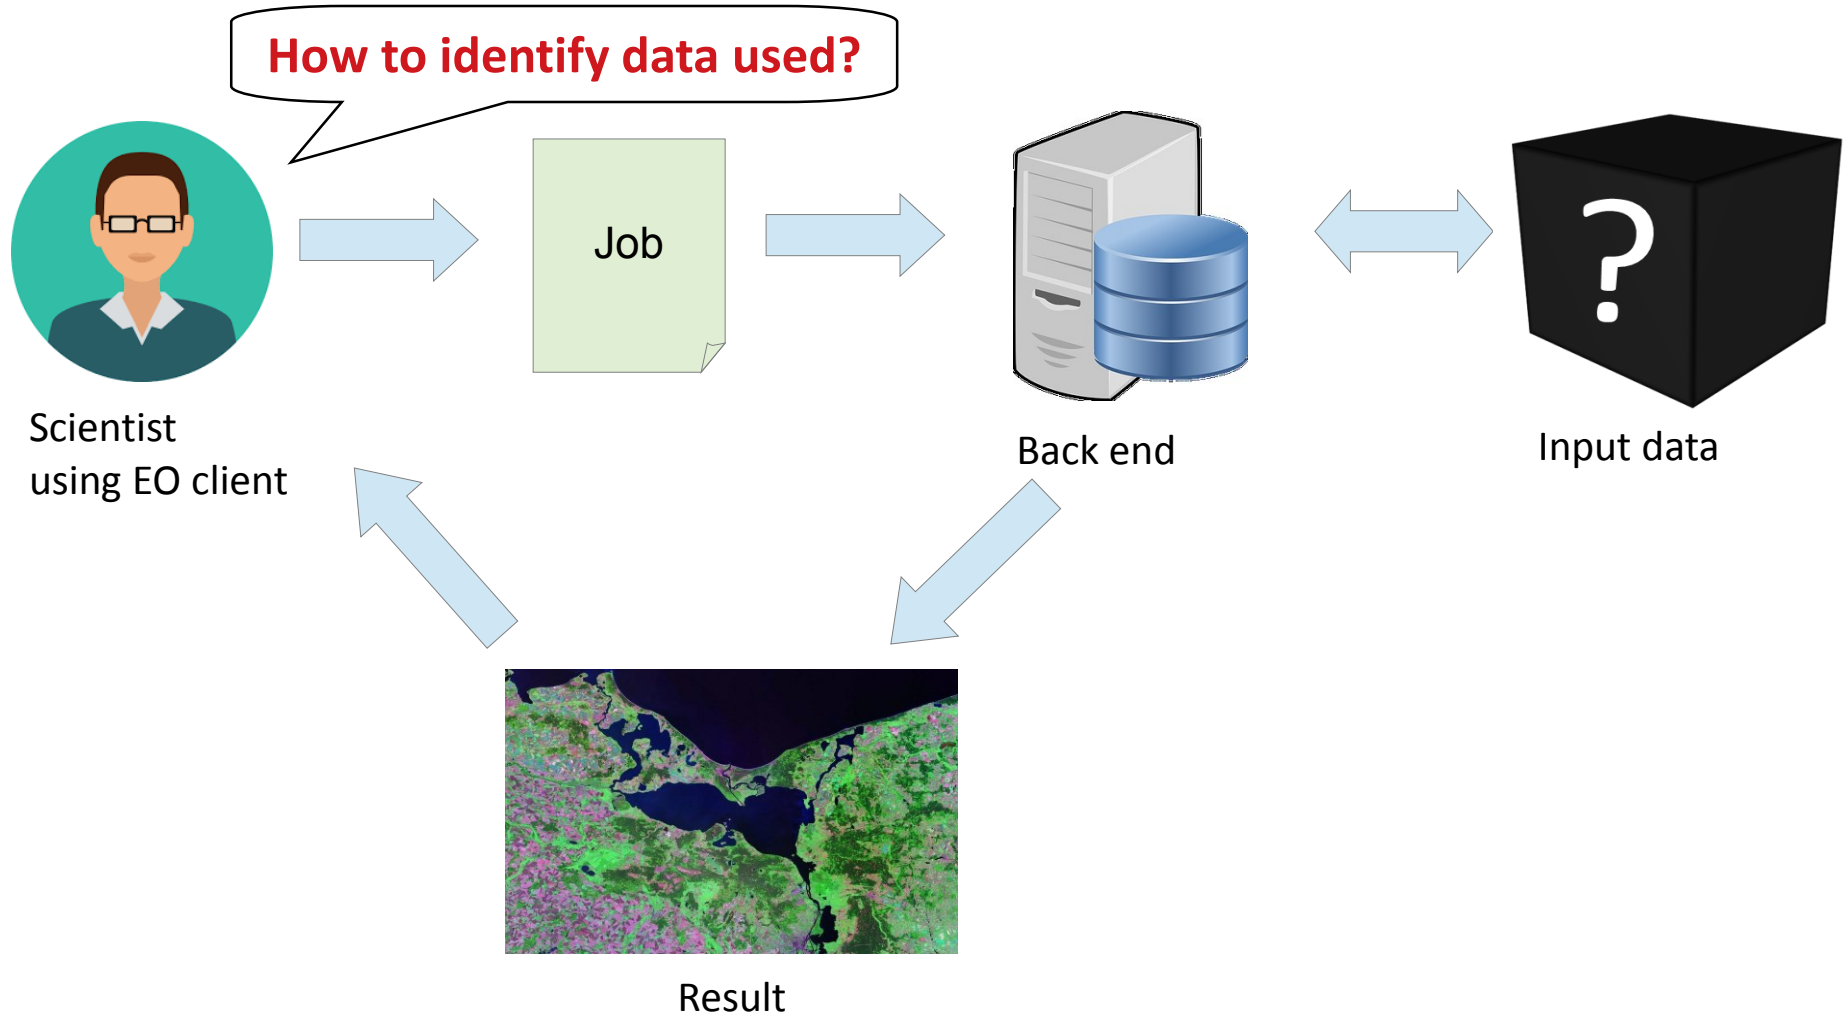 How to identify data used?
Job
?
Scientist
using EO client
Back end
Input data
Result